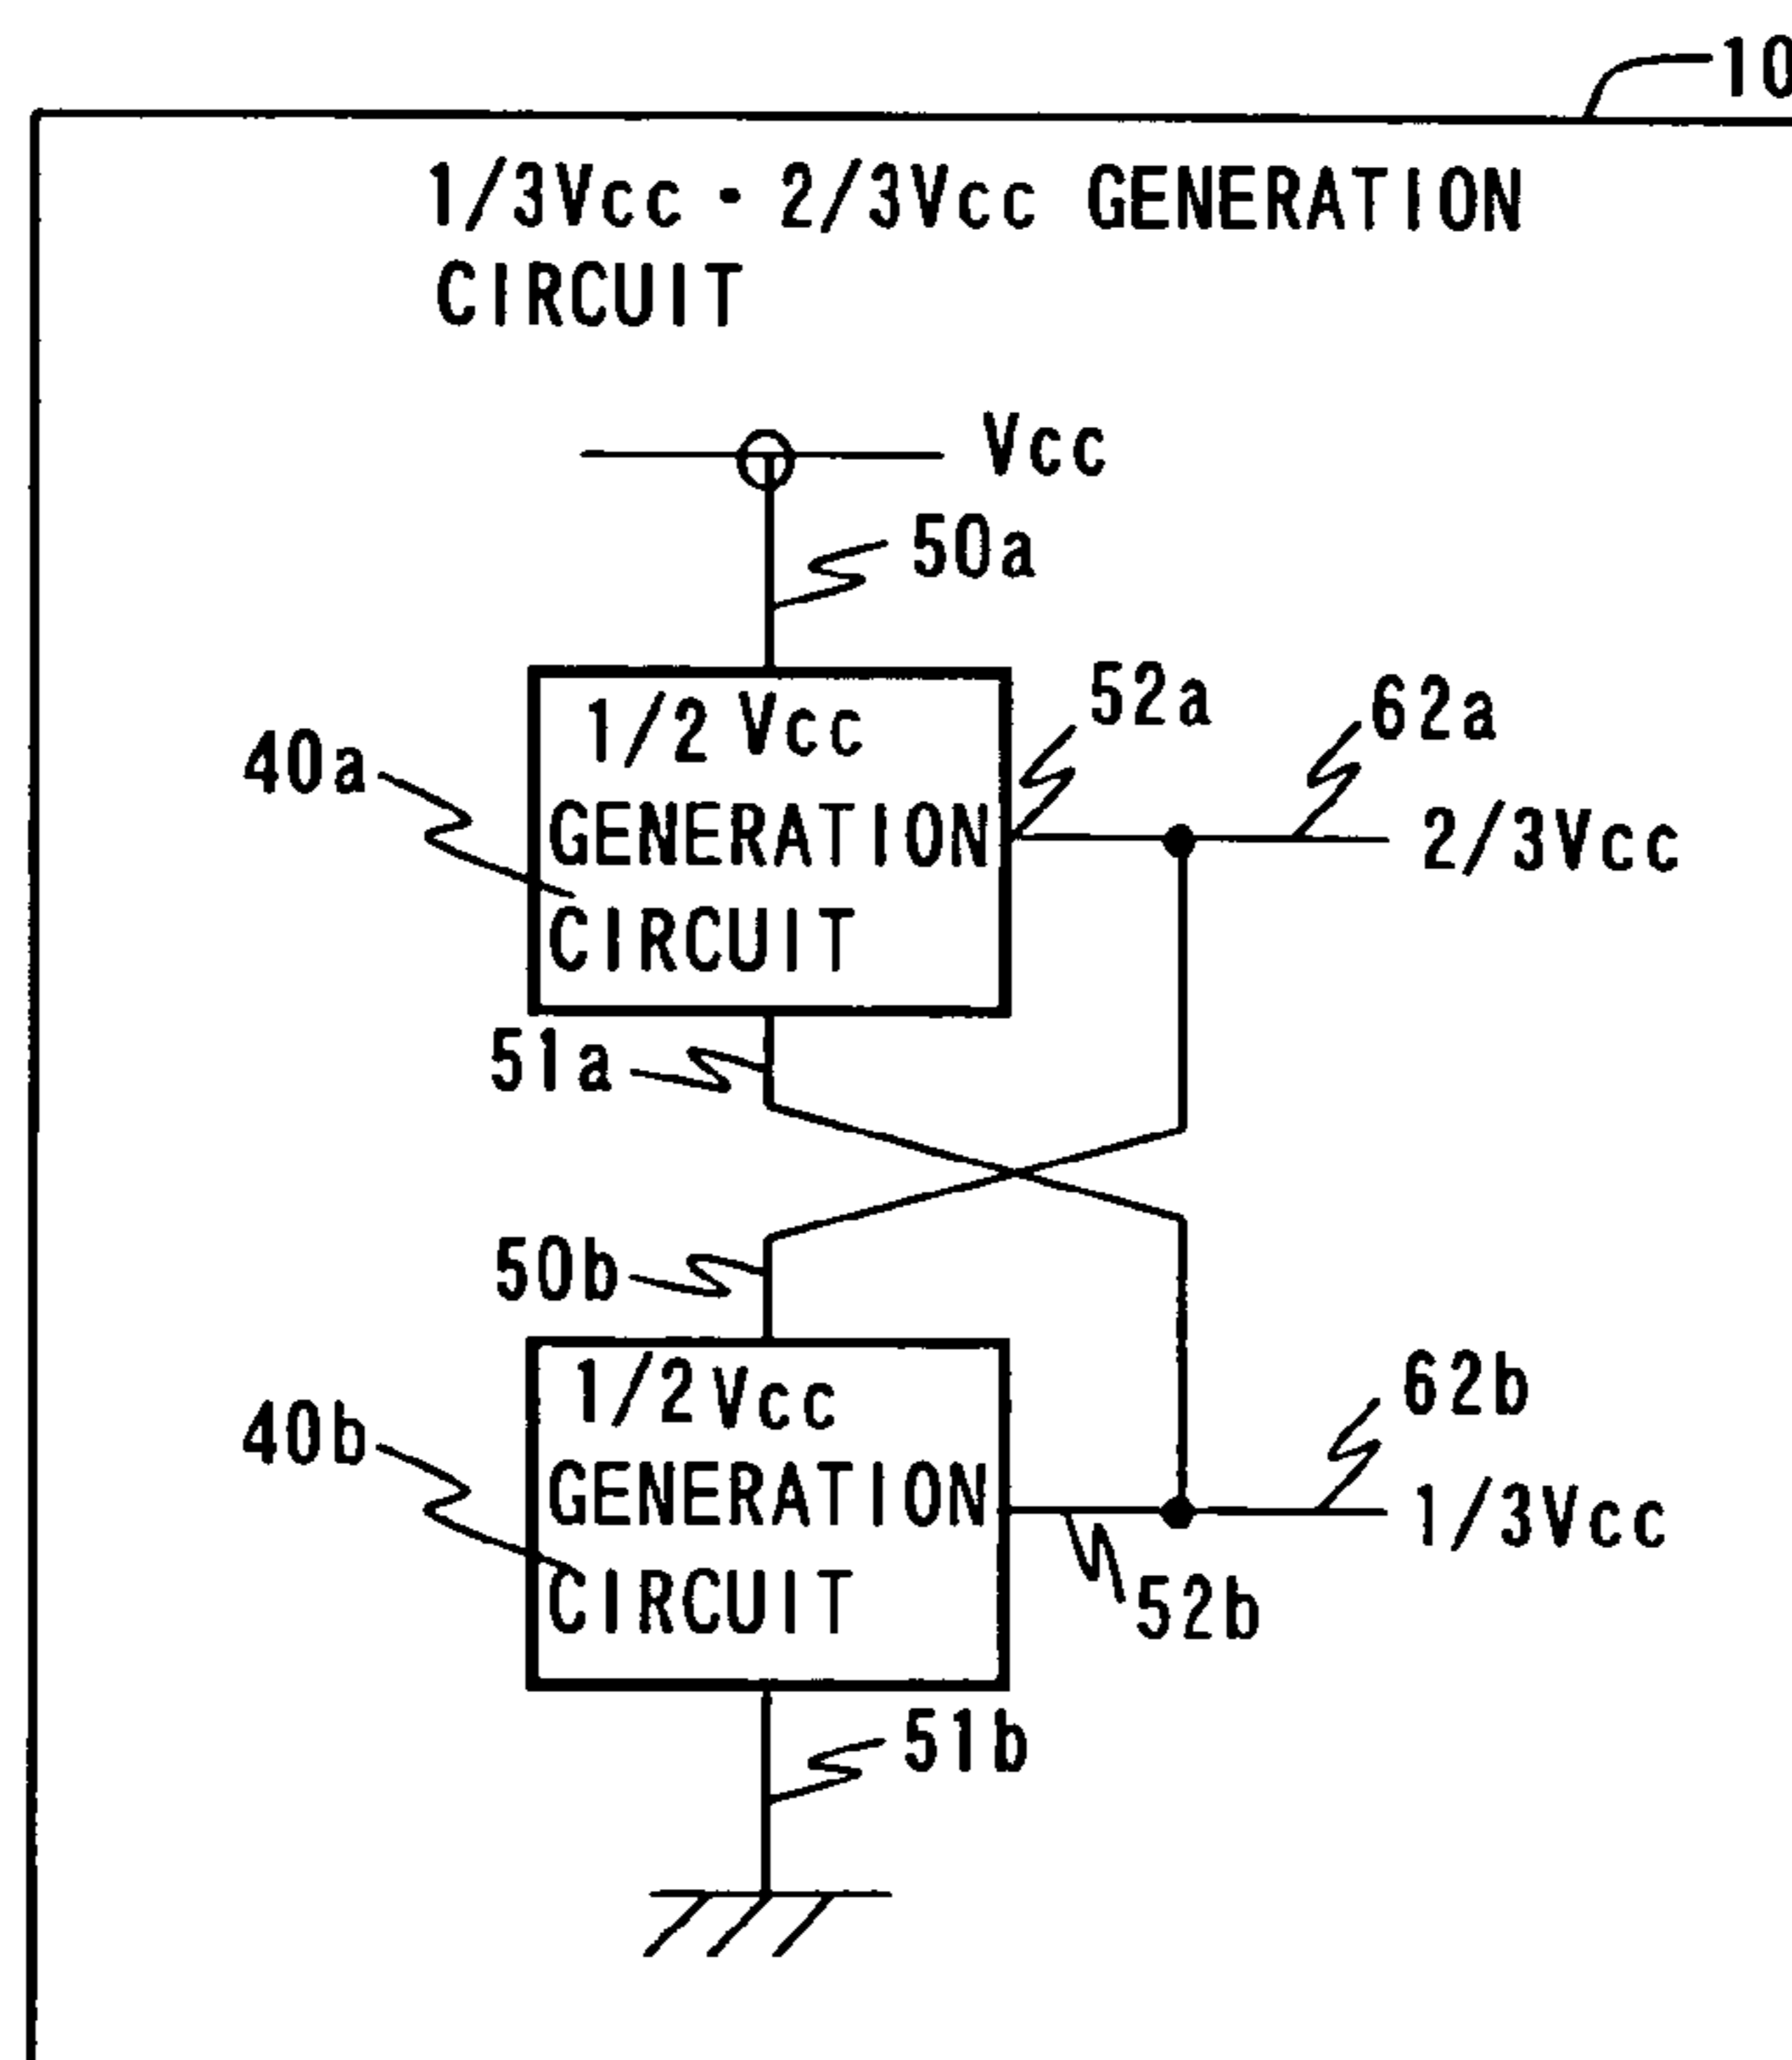 10
1/3Vcc・2/3Vcc GENERATION
CIRCUIT
Vcc
50a
52a
62a
40a
1/2 Vcc
GENERATION
CIRCUIT
2/3Vcc
51a
50b
62b
40b
1/2Vcc
GENERATION
CIRCUIT
1/3Vcc
52b
51b